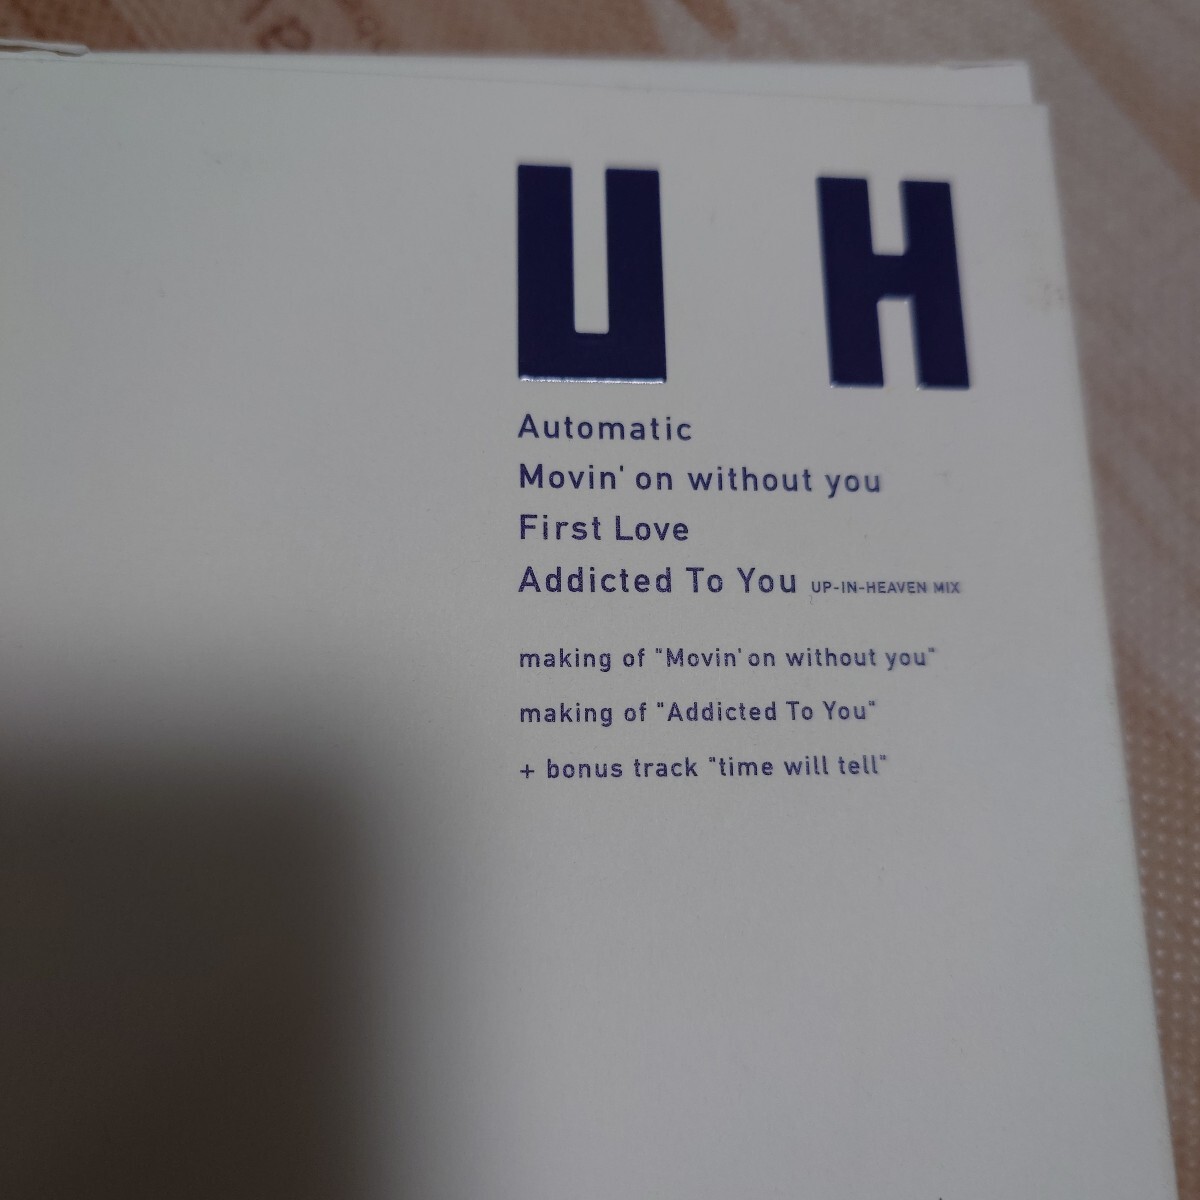 U H
Automatic
Movin' on without you
First Love
Addicted To You UP-IN-HEAVEN MIX
making of "Movin' on without you"
making of "Addicted To You"
+ bonus track "time will tell"